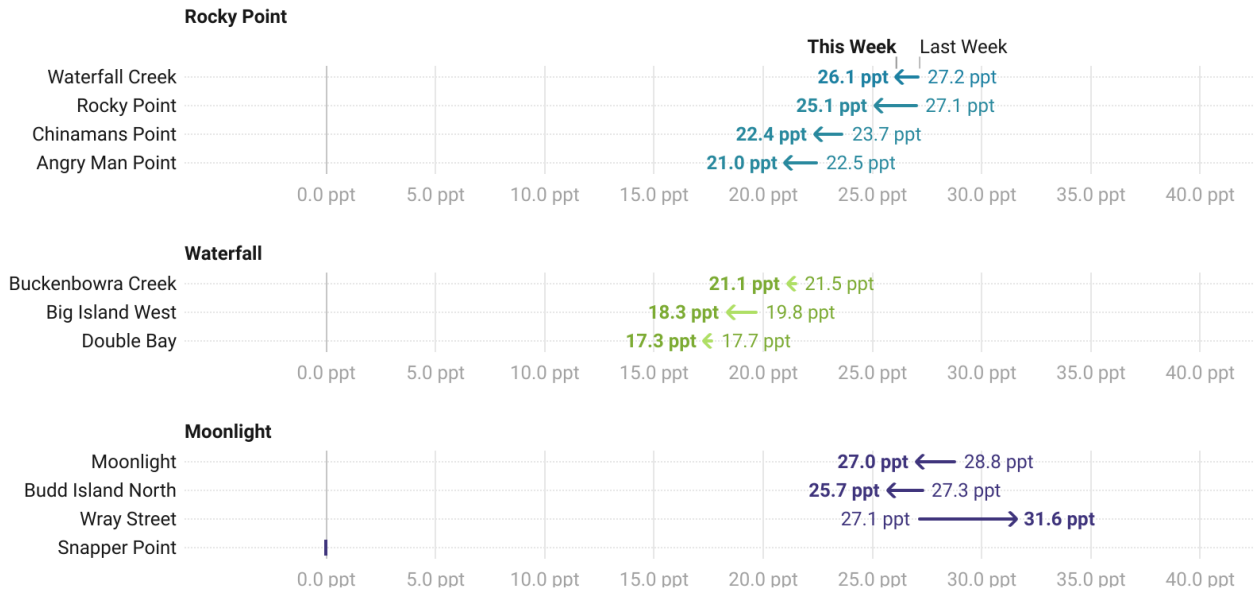 Rocky Point
This Week Last Week
Waterfall Creek 26.1 ppt 27.2 ppt
Rocky Point 25.1 ppt 27.1 ppt
Chinamans Point 22.4 ppt 23.7 ppt
Angry Man Point 21.0 ppt 22.5 ppt
0.0 ppt 5.0 ppt 10.0 ppt 15.0 ppt 20.0 ppt 25.0 ppt 30.0 ppt 35.0 ppt 40.0 ppt
Waterfall
Buckenbowra Creek 21.1 ppt 21.5 ppt
Big Island West 18.3 ppt 19.8 ppt
Double Bay 17.3 ppt 17.7 ppt
0.0 ppt 5.0 ppt 10.0 ppt 15.0 ppt 20.0 ppt 25.0 ppt 30.0 ppt 35.0 ppt 40.0 ppt
Moonlight
Moonlight 27.0 ppt 28.8 ppt
Budd Island North 25.7 ppt 27.3 ppt
Wray Street 27.1 ppt 31.6 ppt
Snapper Point
0.0 ppt 5.0 ppt 10.0 ppt 15.0 ppt 20.0 ppt 25.0 ppt 30.0 ppt 35.0 ppt 40.0 ppt